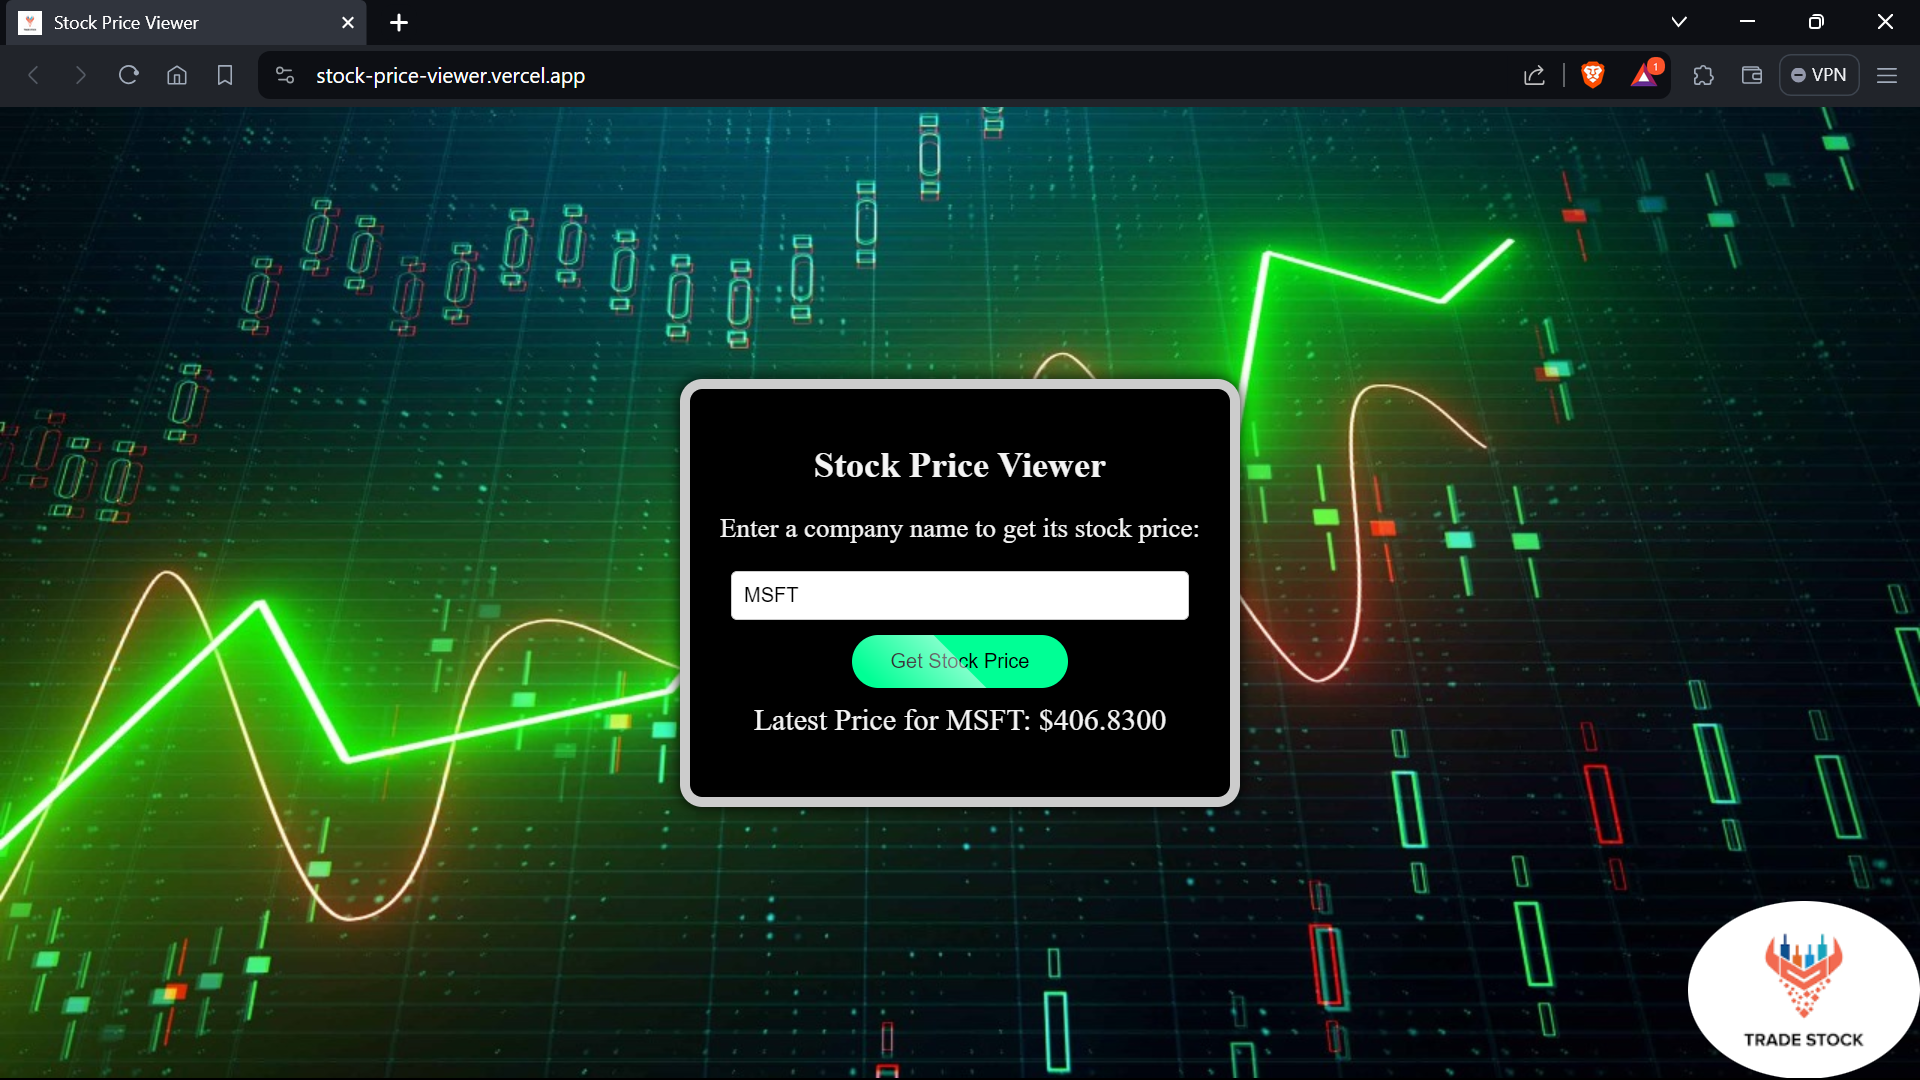 Stock Price Viewer
stock-price-viewer.vercel.app
1
VPN
Stock Price Viewer
Enter a company name to get its stock price:
MSFT
Get Stock Price
Latest Price for MSFT: $406.8300
TRADE STOCK